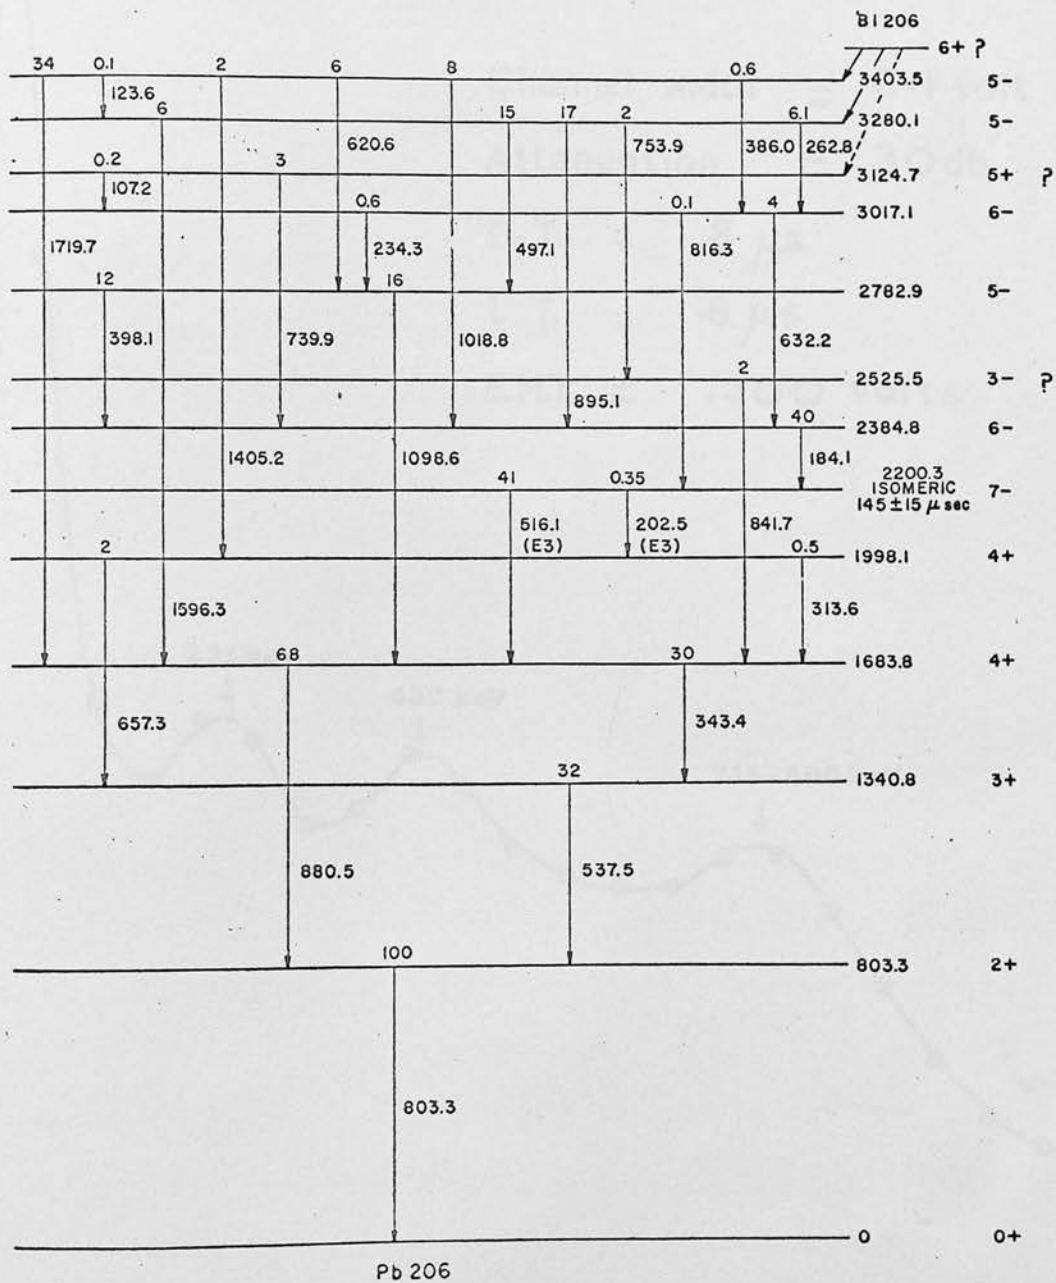 BI 206
6+ ?
34 0.1 2 6 8 0.6 3403.5 5-
123.6
6 15 17 2 6.1 3280.1 5-
620.6 753.9 386.0 262.8
0.2 3 3124.7 5+ ?
107.2
0.6 0.1 4 3017.1 6-
1719.7 234.3 497.1 816.3
12 16 2782.9 5-
398.1 739.9 1018.8 632.2
2 2525.5 3- ?
895.1
40 2384.8 6-
1405.2 1098.6 184.1
41 0.35 2200.3 7-
ISOMERIC
145±15 μsec
516.1 202.5 841.7
(E3) (E3)
2 0.5 1998.1 4+
1596.3 313.6
68 30 1683.8 4+
657.3 343.4
32 1340.8 3+
880.5 537.5
100 803.3 2+
803.3
0 0+
Pb 206
Channel width = 1 volt
Attenuation = 30 db